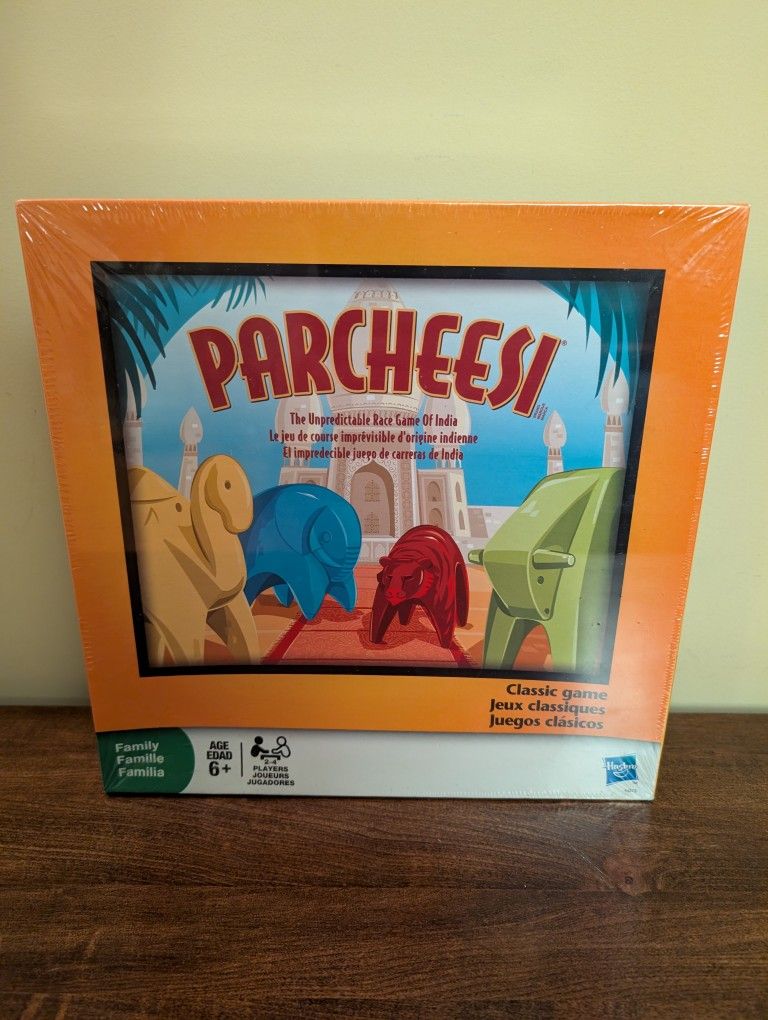 PARCHEESI®
The Unpredictable Race Game Of India
Le jeu de course imprévisible d'origine indienne
El impredecible juego de carreras de India
Classic game
Jeux classiques
Juegos clásicos
Family
Famille
Familia
AGE
EDAD
6+
2-4
PLAYERS
JOUEURS
JUGADORES
Hasbro